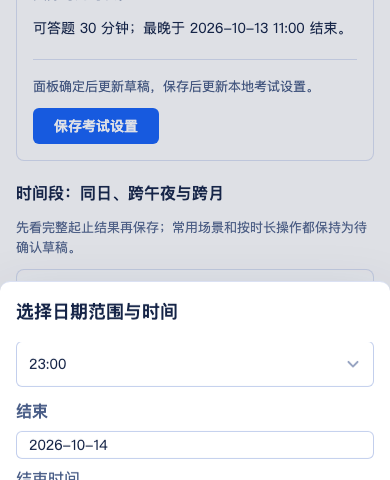 可答题 30 分钟；最晚于 2026-10-13 11:00 结束。
面板确定后更新草稿，保存后更新本地考试设置。
保存考试设置
时间段：同日、跨午夜与跨月
先看完整起止结果再保存；常用场景和按时长操作都保持为待
确认草稿。
选择日期范围与时间
23:00
结束
2026-10-14
结束时间